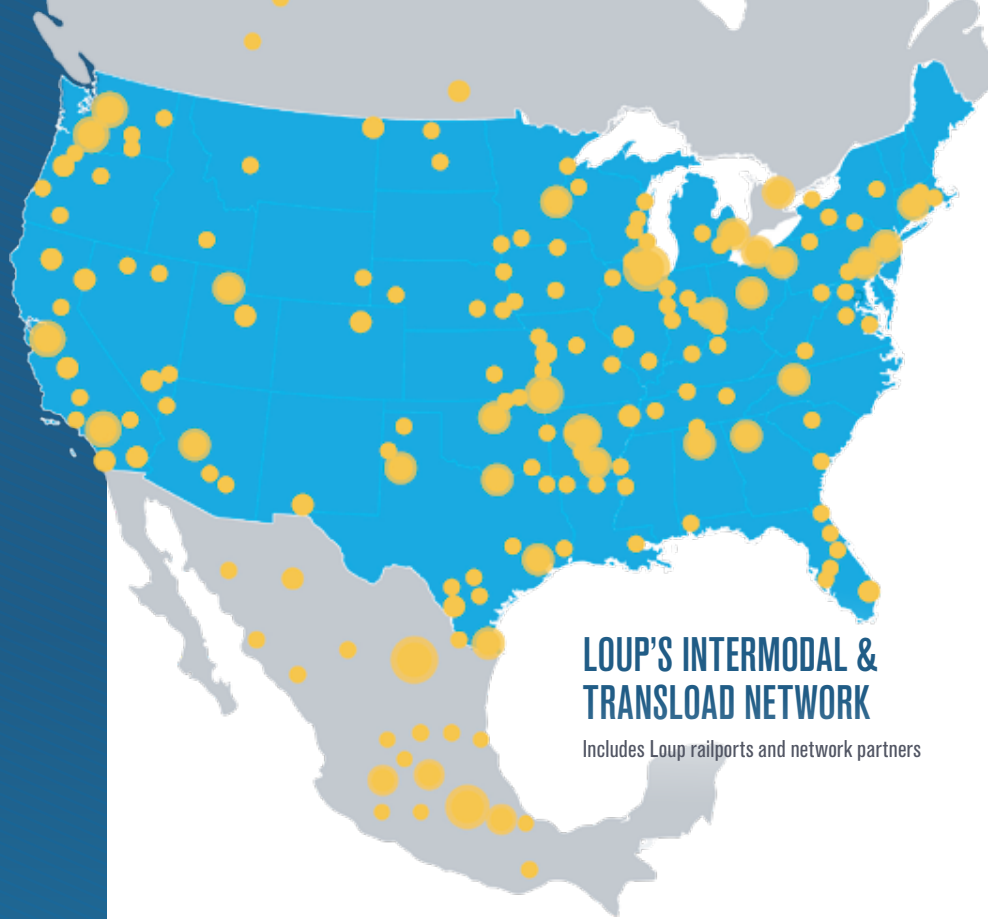 LOUP'S INTERMODAL &
TRANSLOAD NETWORK
Includes Loup railports and network partners